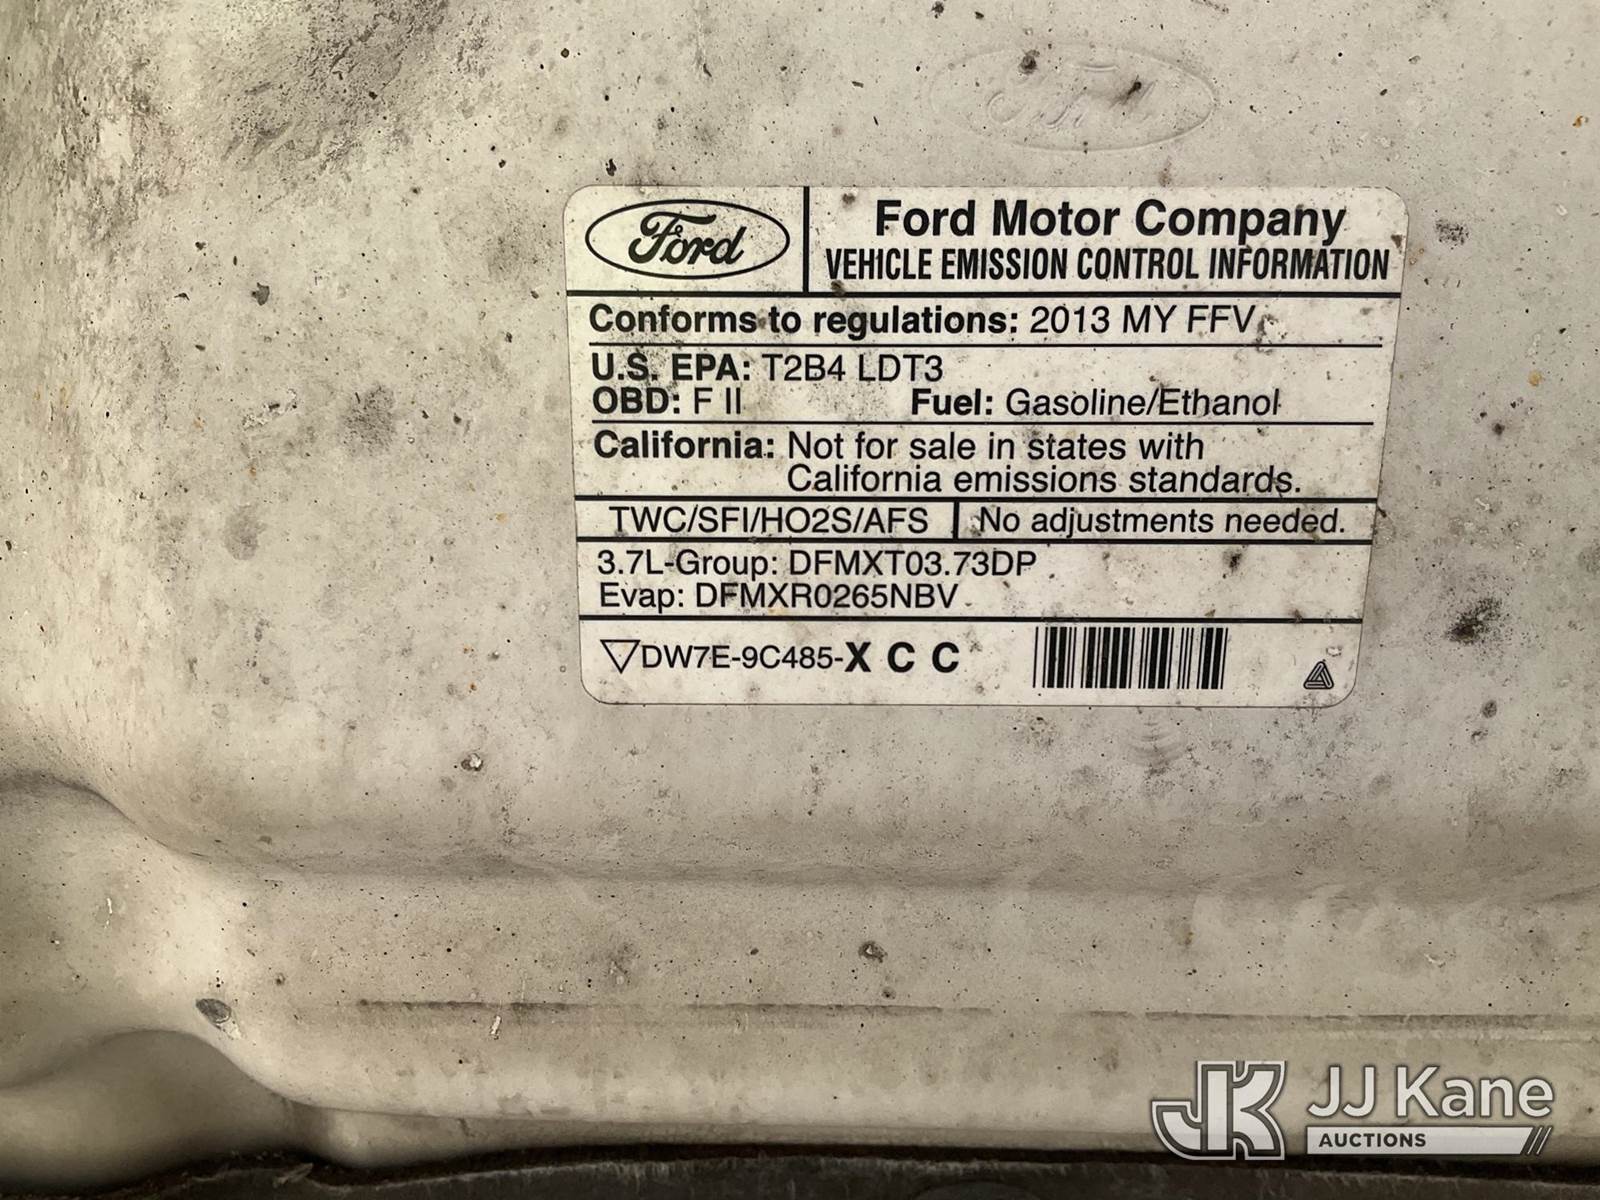 Ford
Ford
Ford Motor Company
VEHICLE EMISSION CONTROL INFORMATION
Conforms to regulations: 2013 MY FFV
U.S. EPA: T2B4 LDT3
OBD: F II Fuel: Gasoline/Ethanol
California: Not for sale in states with
California emissions standards.
TWC/SFI/HO2S/AFS No adjustments needed.
3.7L-Group: DFMXT03.73DP
Evap: DFMXR0265NBV
DW7E-9C485-X C C
JK JJ Kane
AUCTIONS